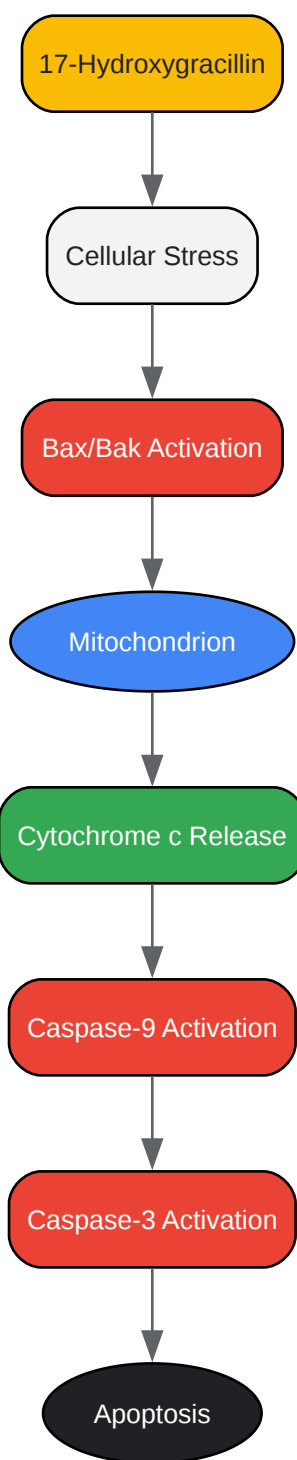 17-Hydroxygracillin
Cellular Stress
Bax/Bak Activation
Mitochondrion
Cytochrome c Release
Caspase-9 Activation
Caspase-3 Activation
Apoptosis